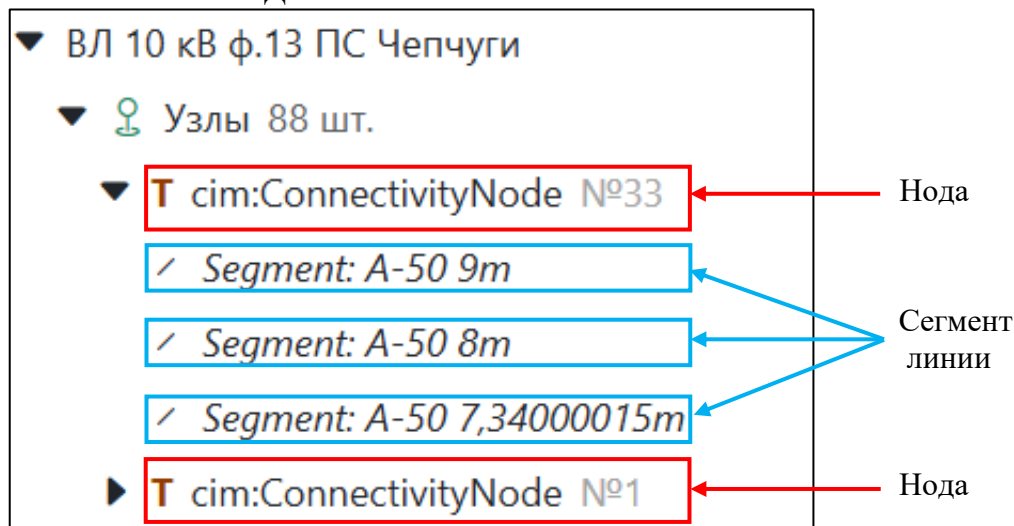 ВЛ 10 кВ ф.13 ПС Чепчуги
Узлы 88 шт.
T cim:ConnectivityNode №33
Нода
Segment: A-50 9m
Segment: A-50 8m
Сегмент
линии
Segment: A-50 7,34000015m
T cim:ConnectivityNode №1
Нода